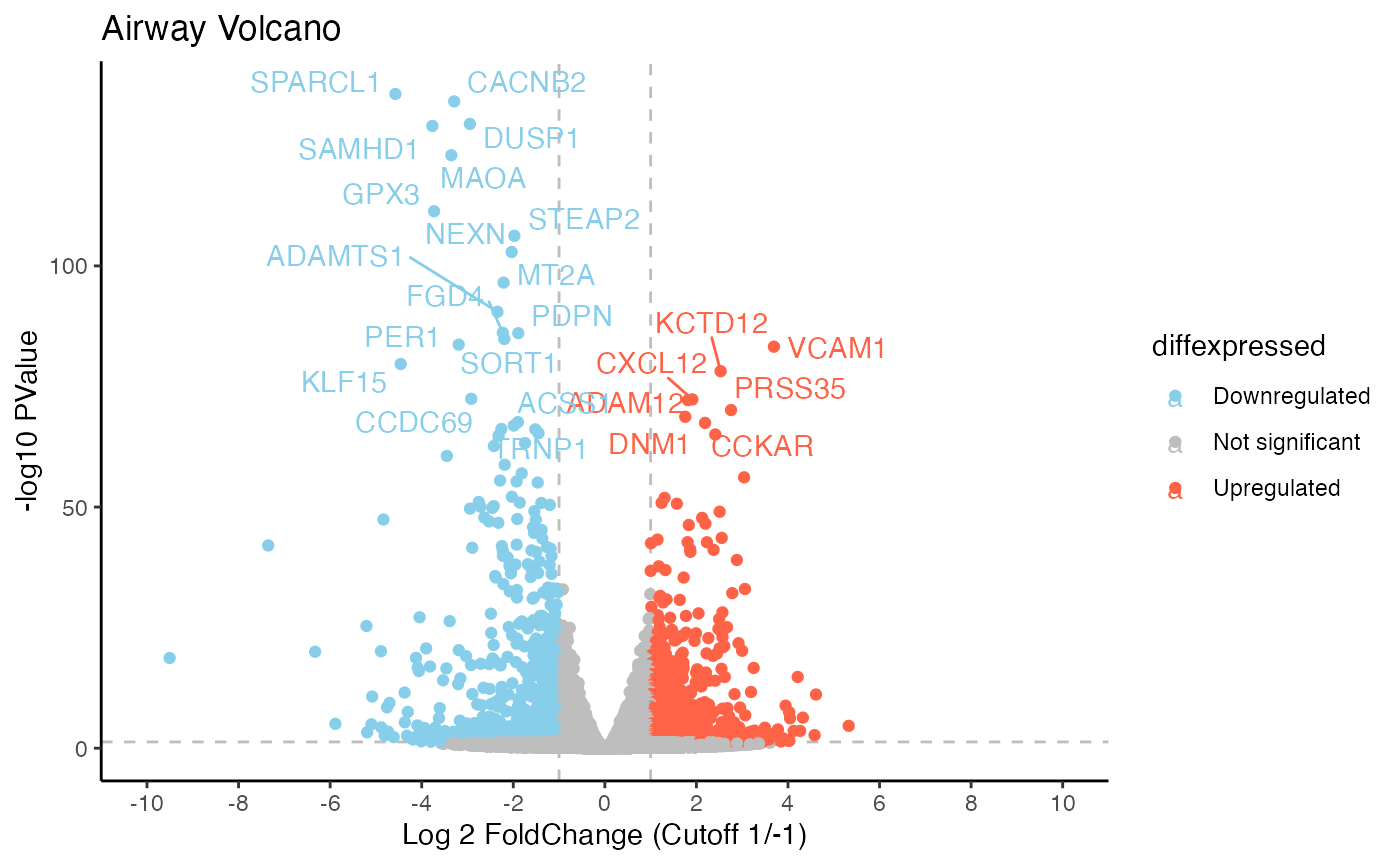 Airway Volcano
SPARCL1
CACNB2
DUSP1
SAMHD1
MAOA
GPX3
STEAP2
NEXN
ADAMTS1
MT2A
FGD4
PDPN
PER1
SORT1
KLF15
ACSS1
CCDC69
TRNP1
KCTD12
VCAM1
CXCL12
PRSS35
ADAM12
DNM1
CCKAR
100
50
0
-log10 PValue
-10 -8 -6 -4 -2 0 2 4 6 8 10
Log 2 FoldChange (Cutoff 1/-1)
diffexpressed
a Downregulated
a Not significant
a Upregulated